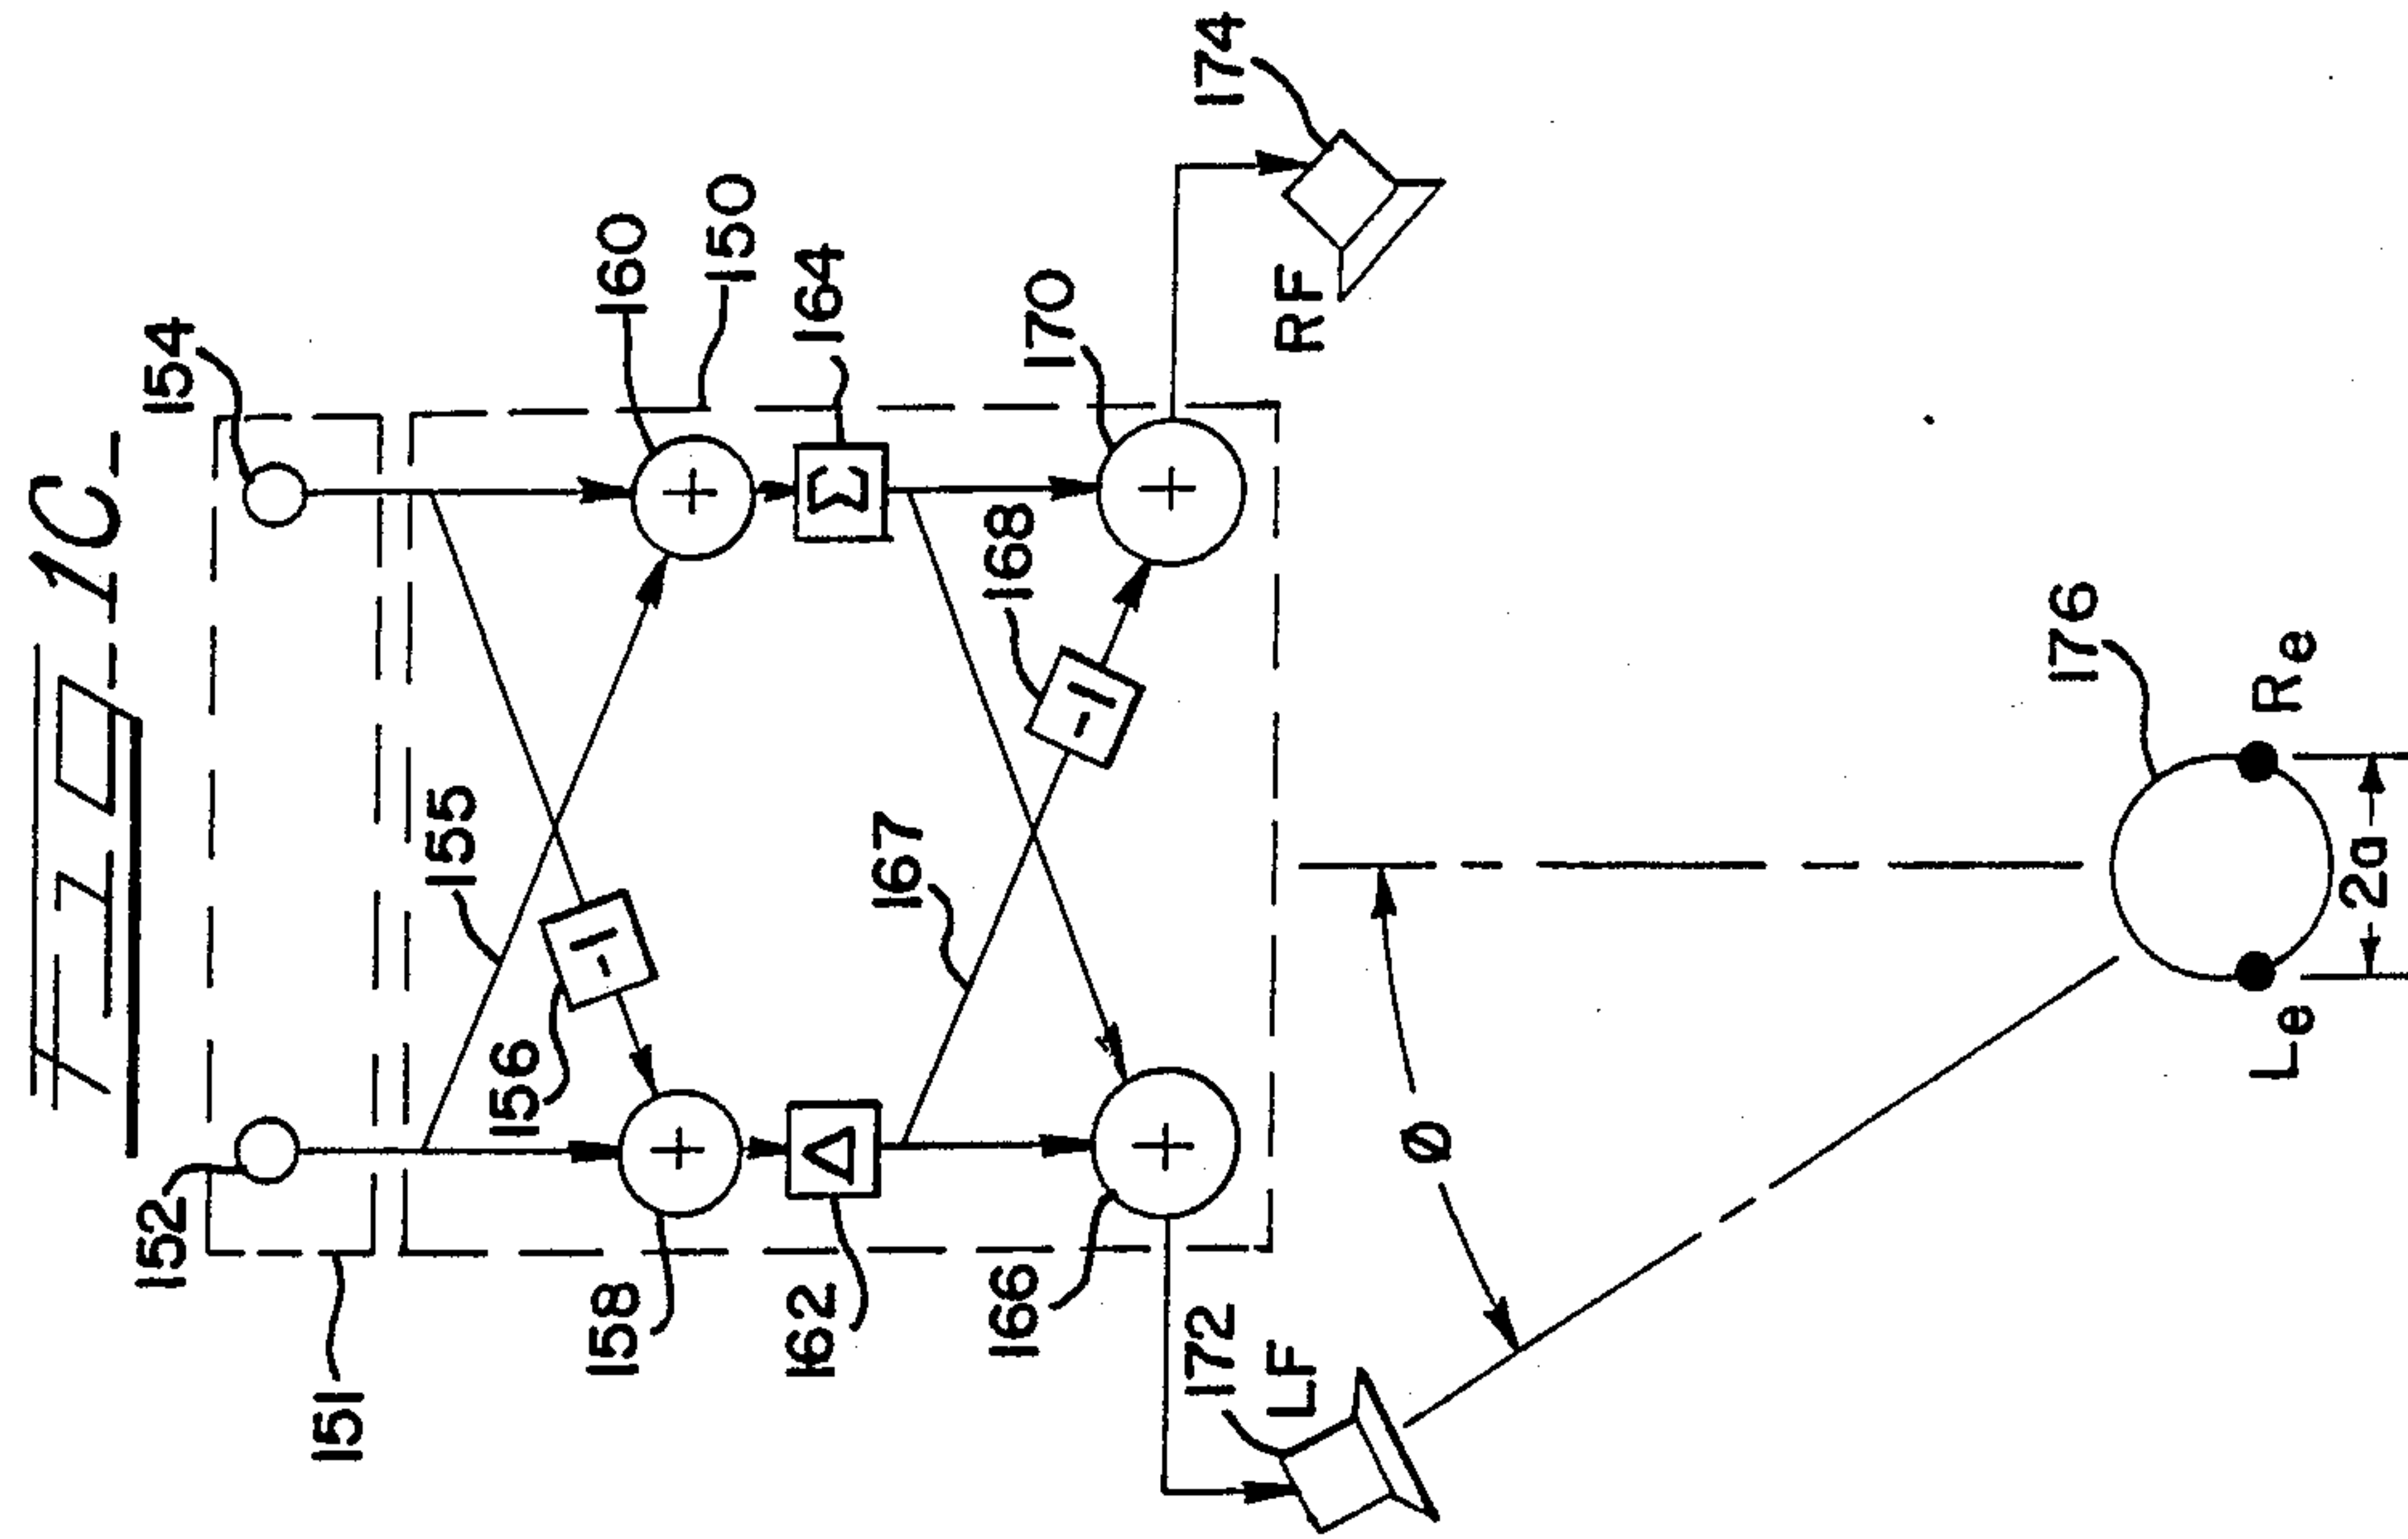 Fig. 1C
152
154
151
155
156
158
160
150
162
164
167
168
166
170
+
+
-1
Δ
Σ
-1
+
+
172
LF
RF
174
Ø
176
Le
Re
2a